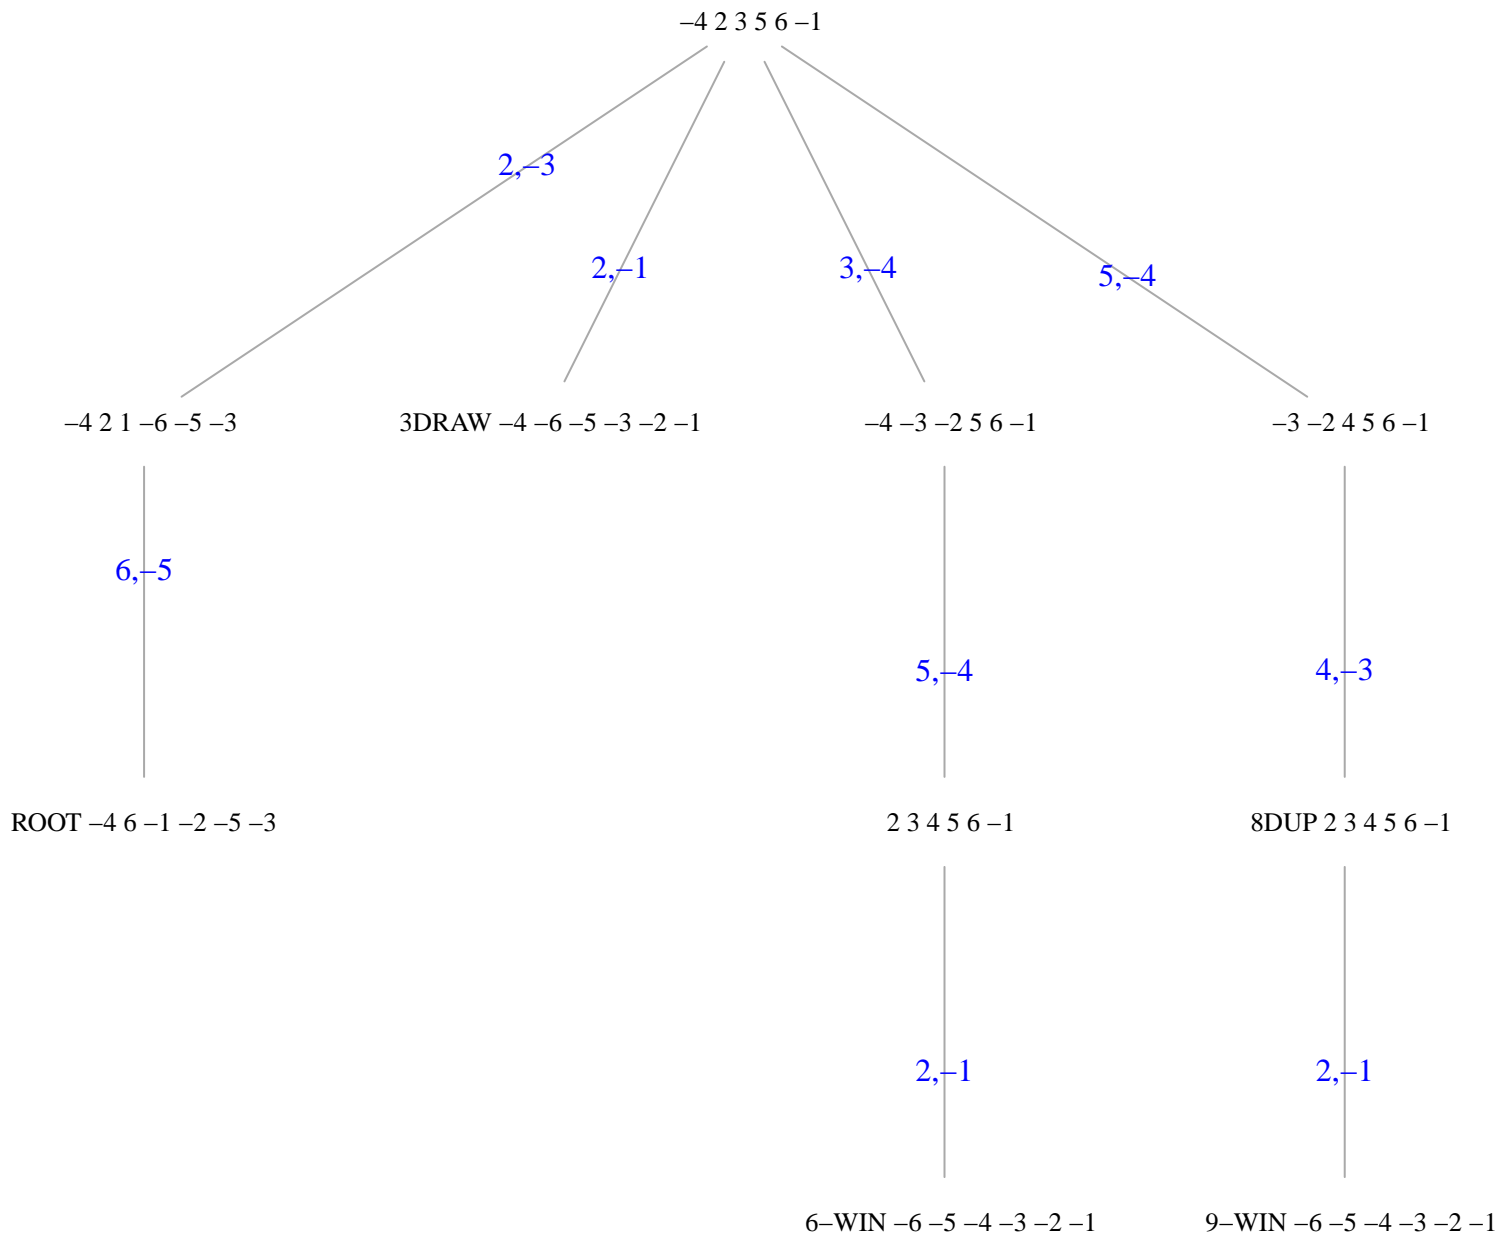 –4 2 3 5 6 –1
2,–3
2,–1
3,–4
5,–4
–4 2 1 –6 –5 –3
3DRAW –4 –6 –5 –3 –2 –1
–4 –3 –2 5 6 –1
–3 –2 4 5 6 –1
6,–5
5,–4
4,–3
ROOT –4 6 –1 –2 –5 –3
2 3 4 5 6 –1
8DUP 2 3 4 5 6 –1
2,–1
2,–1
6–WIN –6 –5 –4 –3 –2 –1
9–WIN –6 –5 –4 –3 –2 –1